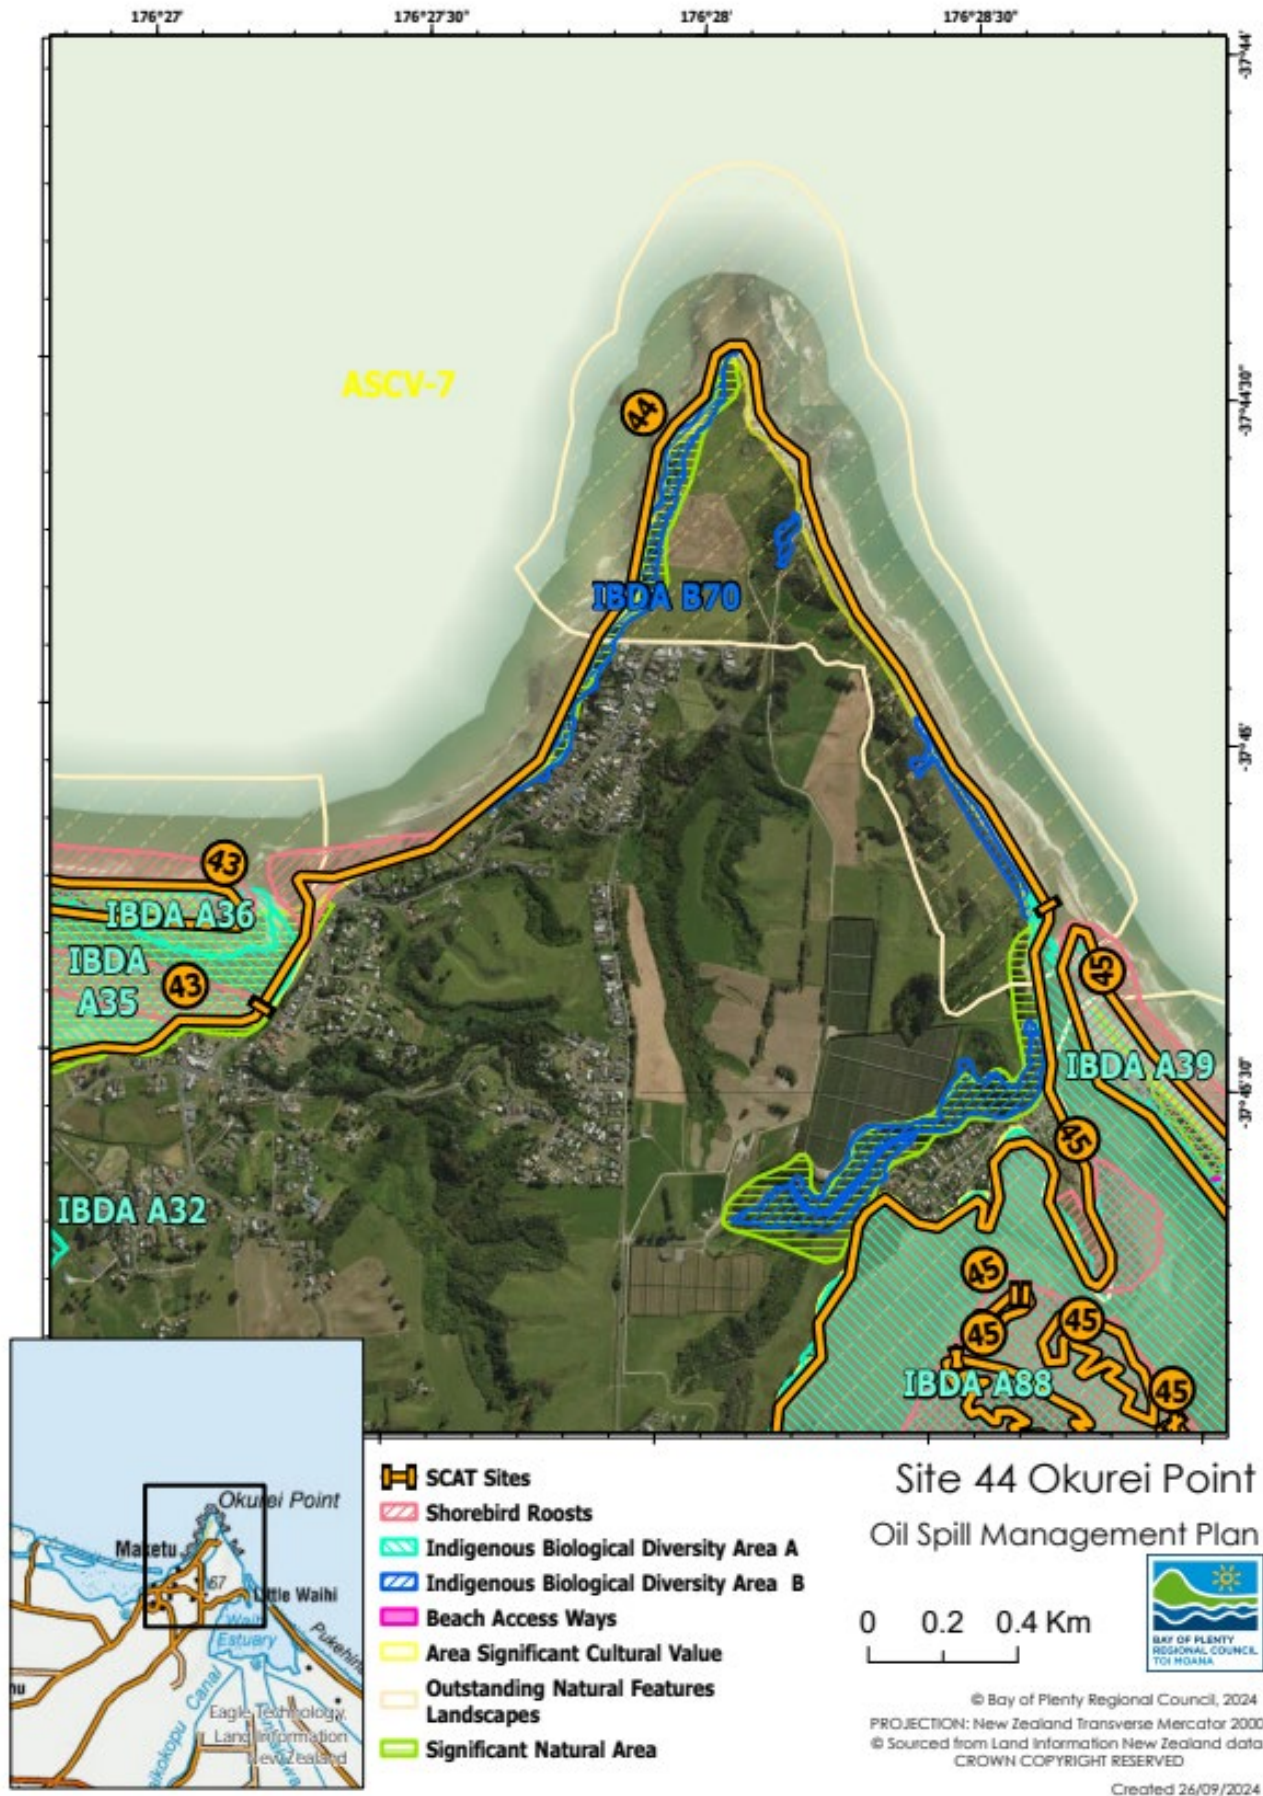 176°27'
176°27'30"
176°28'
176°28'30"
-37°44'
ASCV-7
44
-37°44'30"
IBDA B70
-37°45'
43
IBDA A36
IBDA
A35
43
45
IBDA A39
-37°45'30"
45
IBDA A32
45
45
45
IBDA A88
45
Okurei Point
Maketu
67
Little Waihi
Waihi
Estuary
Pukehina
Canal
aikokopu
nu
Eagle Technology,
Land Information
New Zealand
SCAT Sites
Shorebird Roosts
Indigenous Biological Diversity Area A
Indigenous Biological Diversity Area B
Beach Access Ways
Area Significant Cultural Value
Outstanding Natural Features
Landscapes
Significant Natural Area
Site 44 Okurei Point
Oil Spill Management Plan
0 0.2 0.4 Km
BAY OF PLENTY
REGIONAL COUNCIL
TOI MOANA
© Bay of Plenty Regional Council, 2024
PROJECTION: New Zealand Transverse Mercator 2000
© Sourced from Land Information New Zealand data
CROWN COPYRIGHT RESERVED
Created 26/09/2024